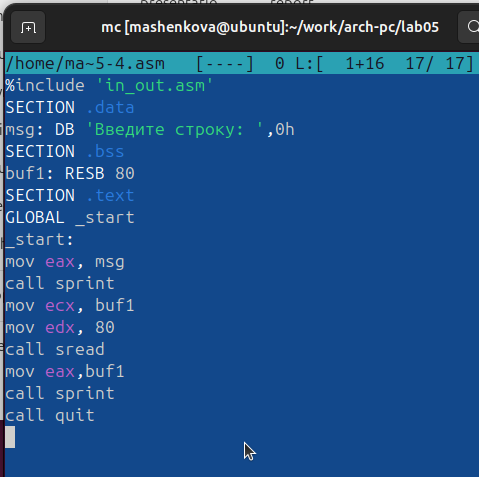 mc [mashenkova@ubuntu]:~/work/arch-pc/lab05
/home/ma~5-4.asm [----] 0 L:[ 1+16 17/ 17]
%include 'in_out.asm'
SECTION .data
msg: DB 'Введите строку: ',0h
SECTION .bss
buf1: RESB 80
SECTION .text
GLOBAL _start
_start:
mov eax, msg
call sprint
mov ecx, buf1
mov edx, 80
call sread
mov eax,buf1
call sprint
call quit